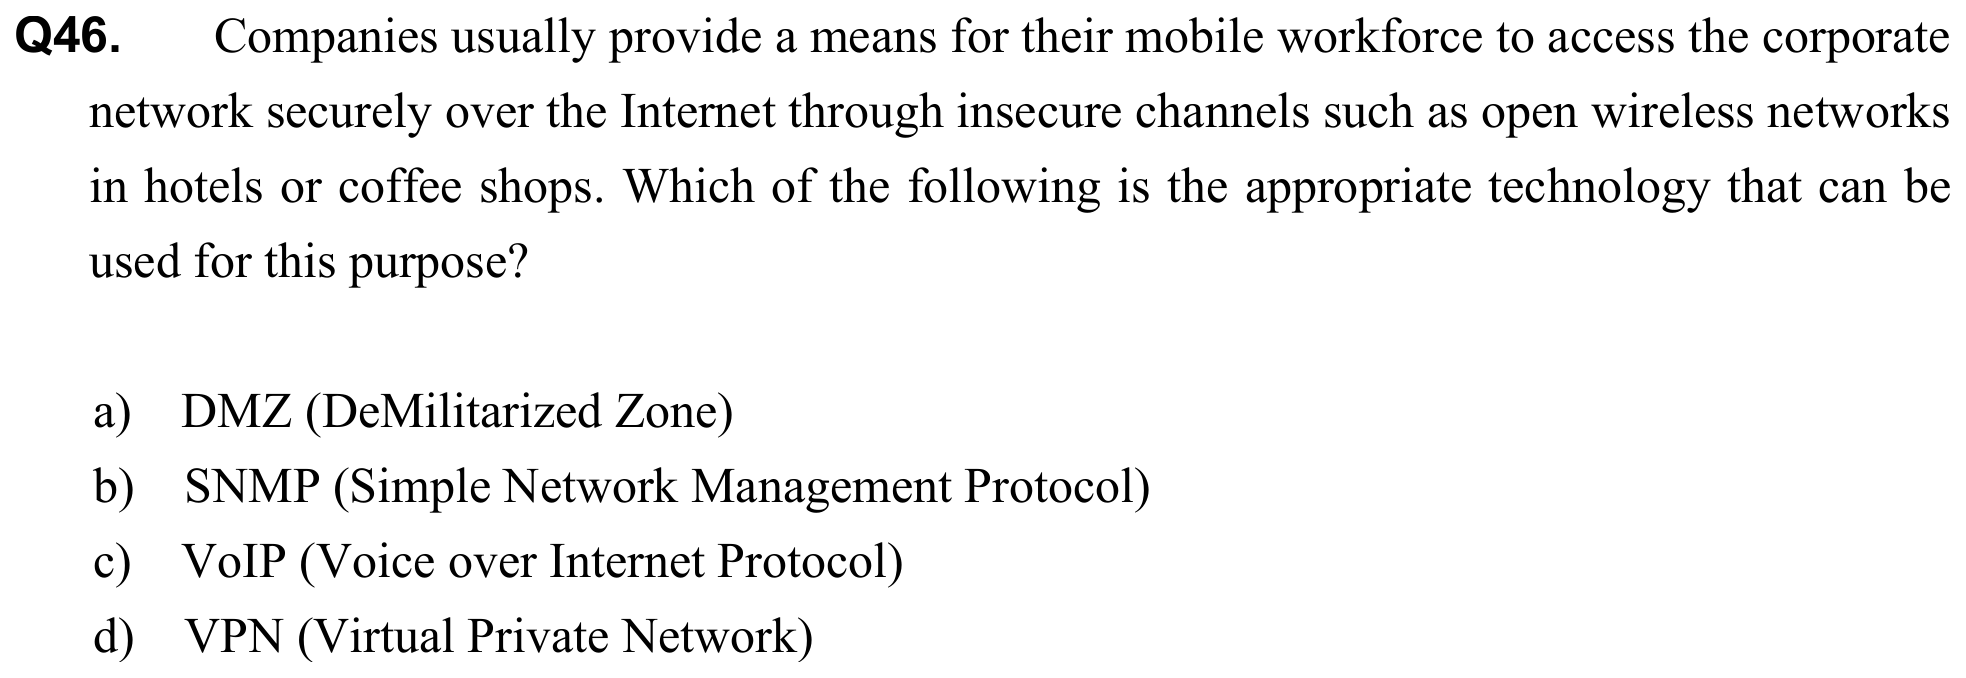 Q46. Companies usually provide a means for their mobile workforce to access the corporate
network securely over the Internet through insecure channels such as open wireless networks
in hotels or coffee shops. Which of the following is the appropriate technology that can be
used for this purpose?
a) DMZ (DeMilitarized Zone)
b) SNMP (Simple Network Management Protocol)
c) VoIP (Voice over Internet Protocol)
d) VPN (Virtual Private Network)